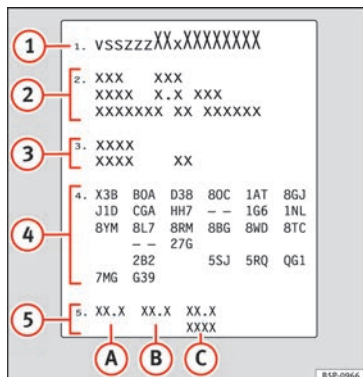 1 1. VSSZZZXXxXXXXXXXX
2. XXX XXX
2 XXXX X.X XXX
XXXXXXX XX XXXXXX
3. XXXX
3 XXXX XX
4. X3B BOA D38 80C 1AT 8GJ
J1D CGA HH7 -- 1G6 1NL
4 8YM 8L7 8RM 8BG 8WD 8TC
-- 27G
2B2 5SJ 5RQ QG1
7MG G39
5 5. XX.X XX.X XX.X
XXXX
A B C
BSP-0966